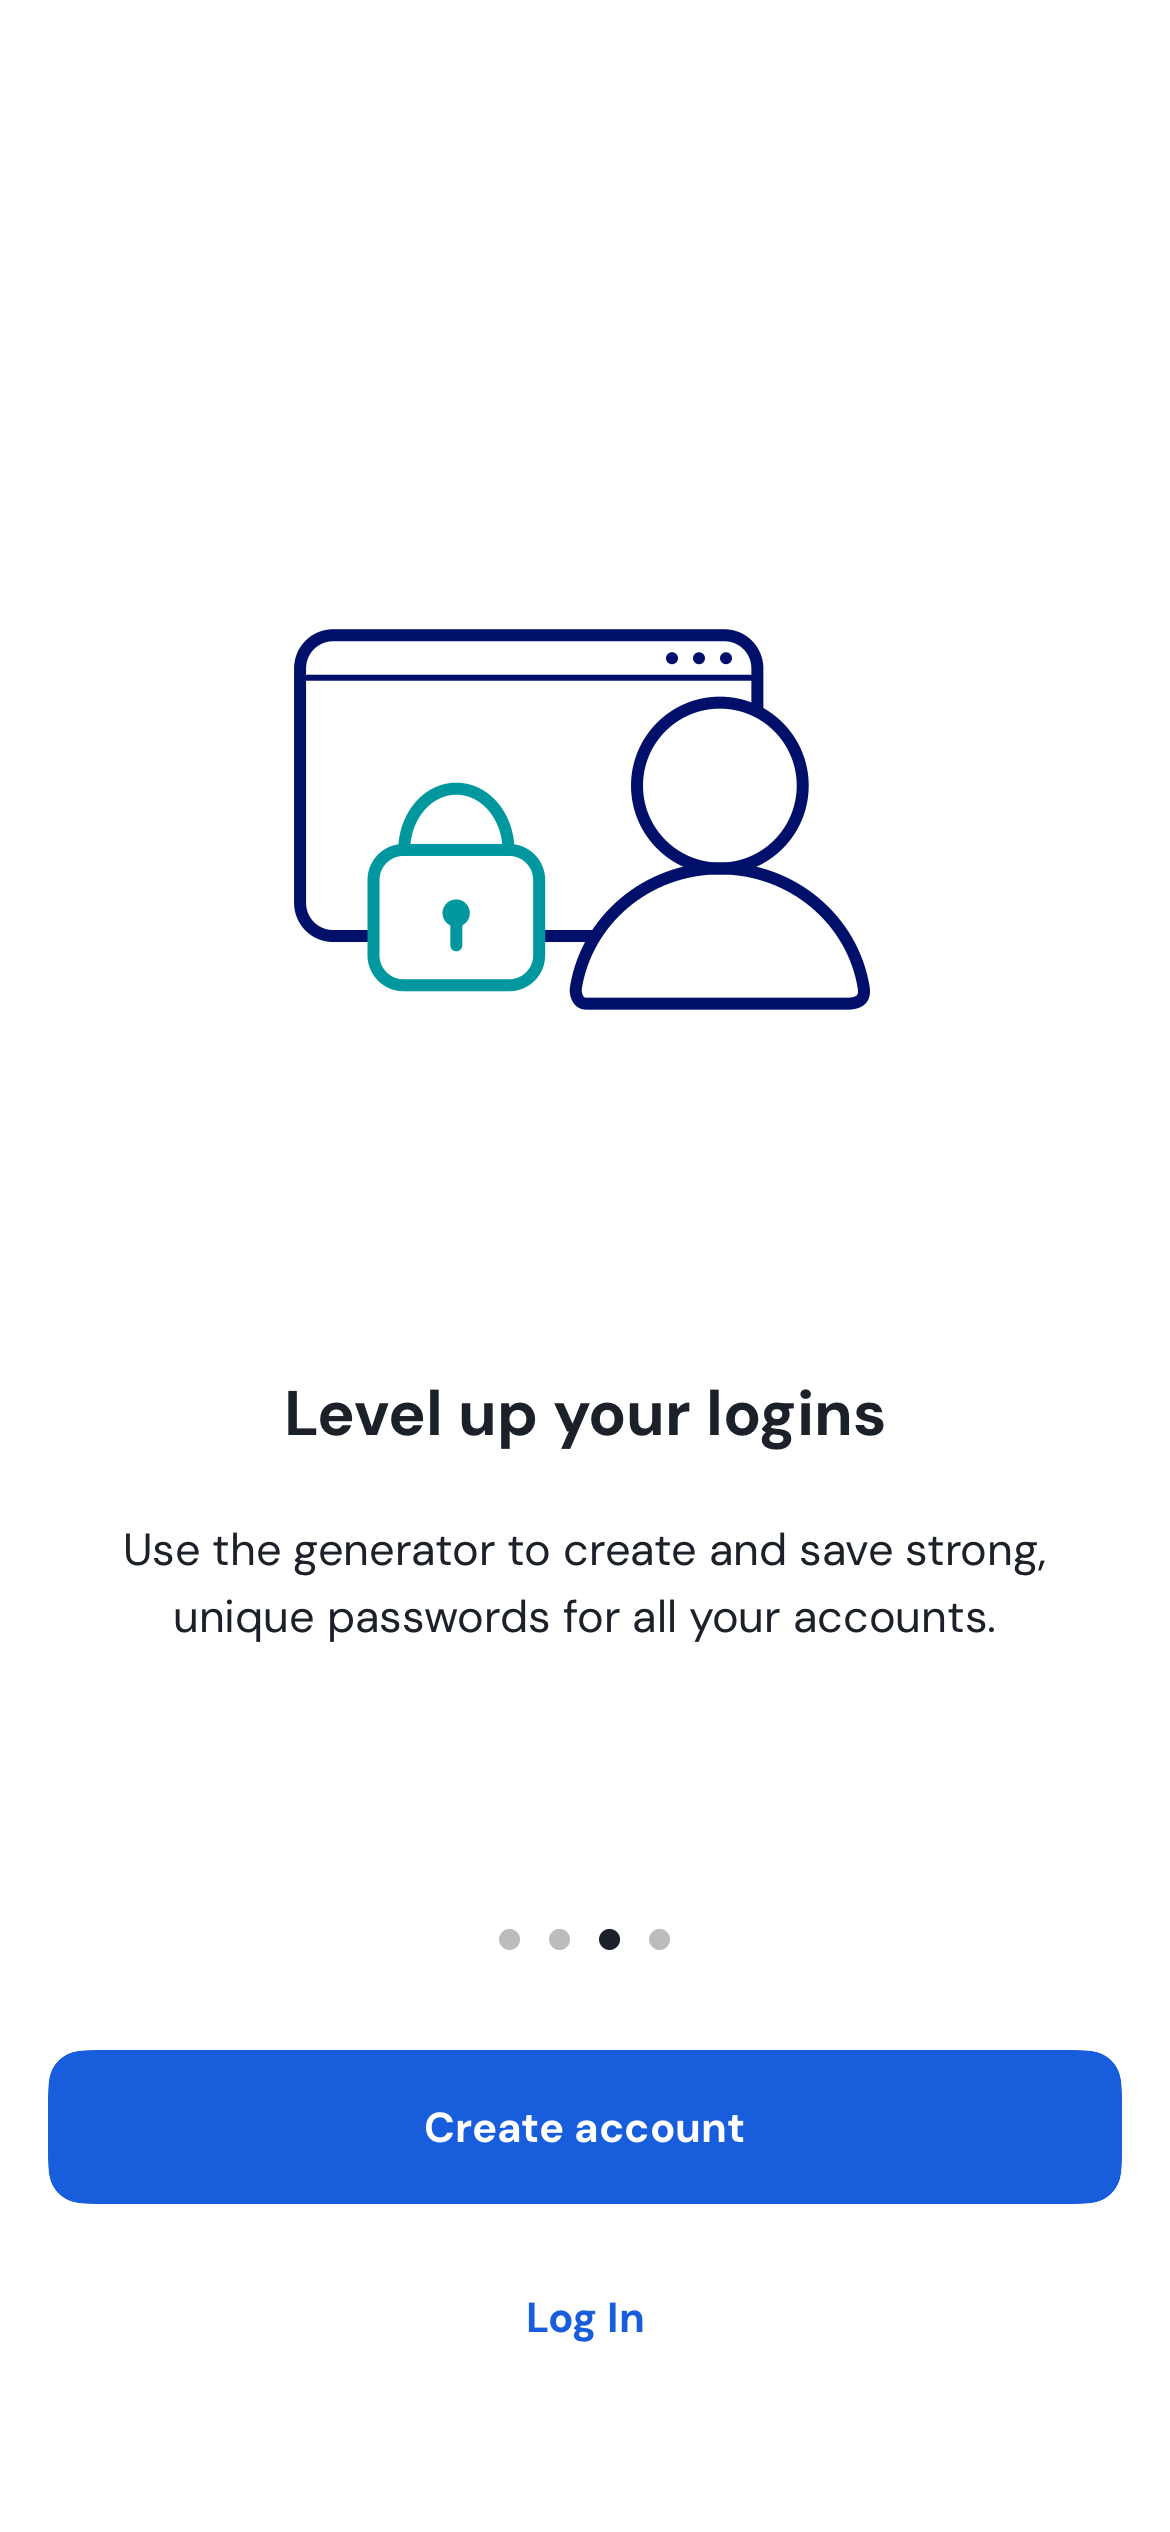 Level up your logins
Use the generator to create and save strong,
unique passwords for all your accounts.
Create account
Log In